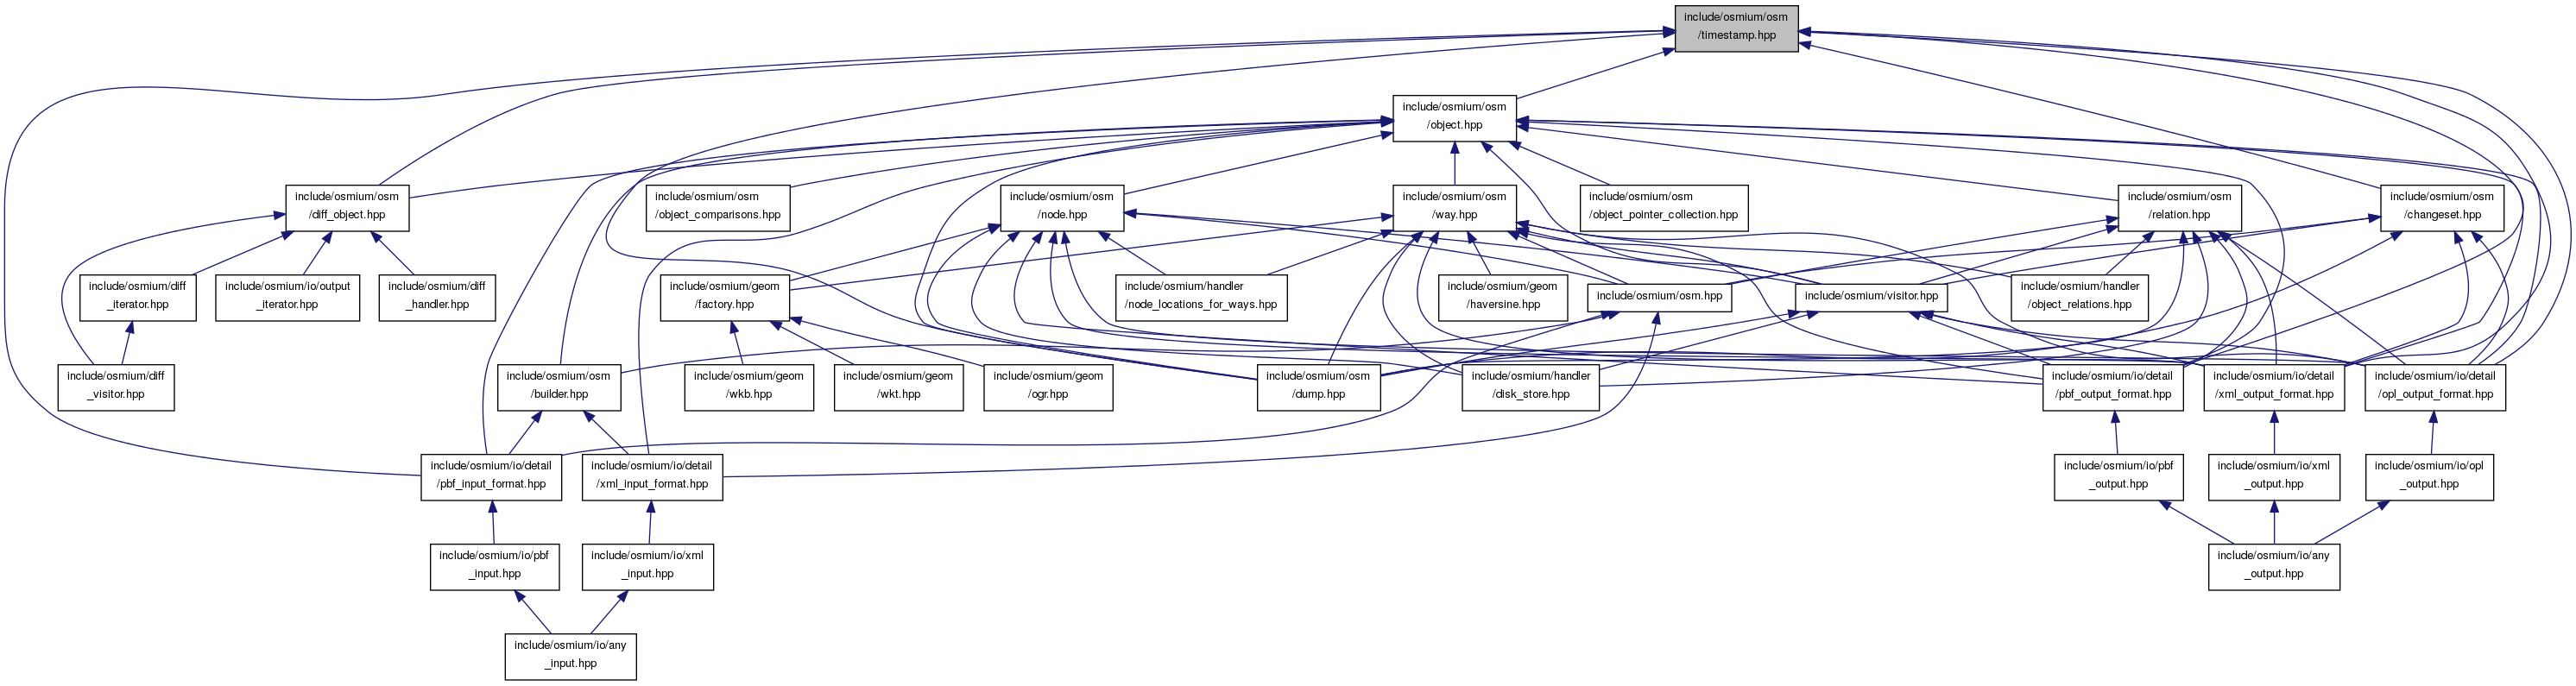 include/osmium/osm
/timestamp.hpp
include/osmium/osm
/object.hpp
include/osmium/osm
/diff_object.hpp
include/osmium/osm
/object_comparisons.hpp
include/osmium/osm
/node.hpp
include/osmium/osm
/way.hpp
include/osmium/osm
/object_pointer_collection.hpp
include/osmium/osm
/relation.hpp
include/osmium/osm
/changeset.hpp
include/osmium/diff
_iterator.hpp
include/osmium/io/output
_iterator.hpp
include/osmium/diff
_handler.hpp
include/osmium/geom
/factory.hpp
include/osmium/handler
/node_locations_for_ways.hpp
include/osmium/geom
/haversine.hpp
include/osmium/osm.hpp
include/osmium/visitor.hpp
include/osmium/handler
/object_relations.hpp
include/osmium/diff
_visitor.hpp
include/osmium/osm
/builder.hpp
include/osmium/geom
/wkb.hpp
include/osmium/geom
/wkt.hpp
include/osmium/geom
/ogr.hpp
include/osmium/osm
/dump.hpp
include/osmium/handler
/disk_store.hpp
include/osmium/io/detail
/pbf_output_format.hpp
include/osmium/io/detail
/xml_output_format.hpp
include/osmium/io/detail
/opl_output_format.hpp
include/osmium/io/detail
/pbf_input_format.hpp
include/osmium/io/detail
/xml_input_format.hpp
include/osmium/io/pbf
_output.hpp
include/osmium/io/xml
_output.hpp
include/osmium/io/opl
_output.hpp
include/osmium/io/pbf
_input.hpp
include/osmium/io/xml
_input.hpp
include/osmium/io/any
_output.hpp
include/osmium/io/any
_input.hpp